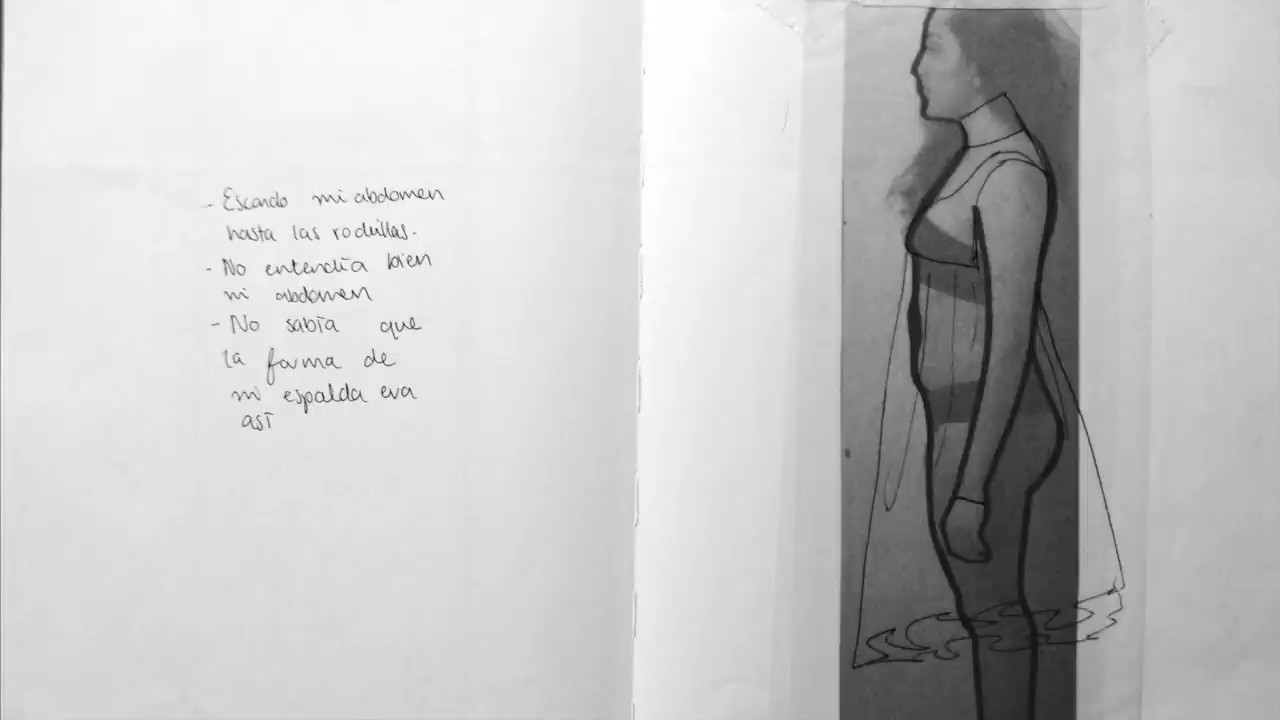 - Escondo mi abdomen
hasta las rodillas.
- No entendía bien
mi abdomen
- No sabía que
la forma de
mi espalda era
así